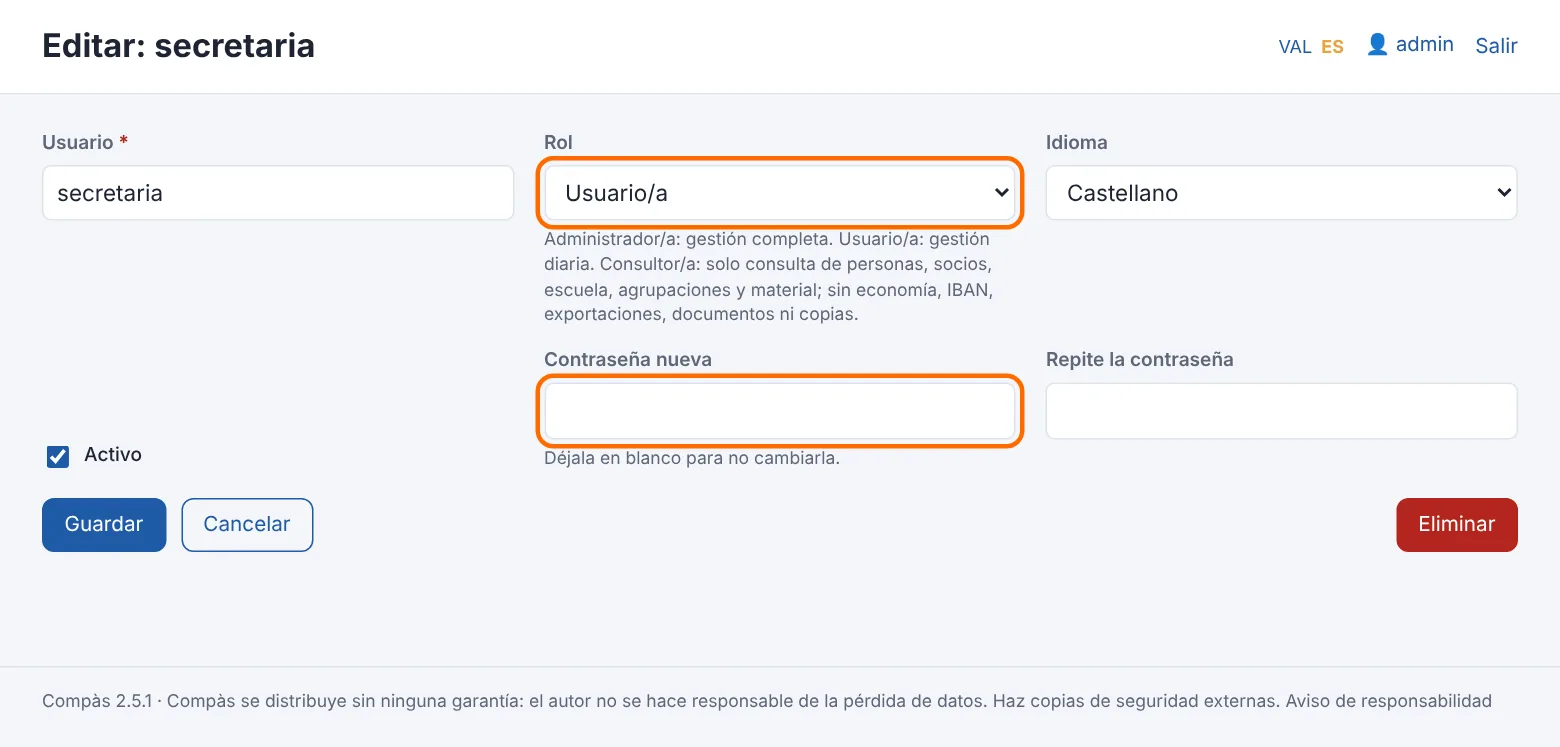 Editar: secretaria
VAL ES 👤 admin Salir
Usuario *
secretaria
Rol
Usuario/a
Administrador/a: gestión completa. Usuario/a: gestión
diaria. Consultor/a: solo consulta de personas, socios,
escuela, agrupaciones y material; sin economía, IBAN,
exportaciones, documentos ni copias.
Idioma
Castellano
Activo
Contraseña nueva
Déjala en blanco para no cambiarla.
Repite la contraseña
Guardar
Cancelar
Eliminar
Compàs 2.5.1 · Compàs se distribuye sin ninguna garantía: el autor no se hace responsable de la pérdida de datos. Haz copias de seguridad externas. Aviso de responsabilidad